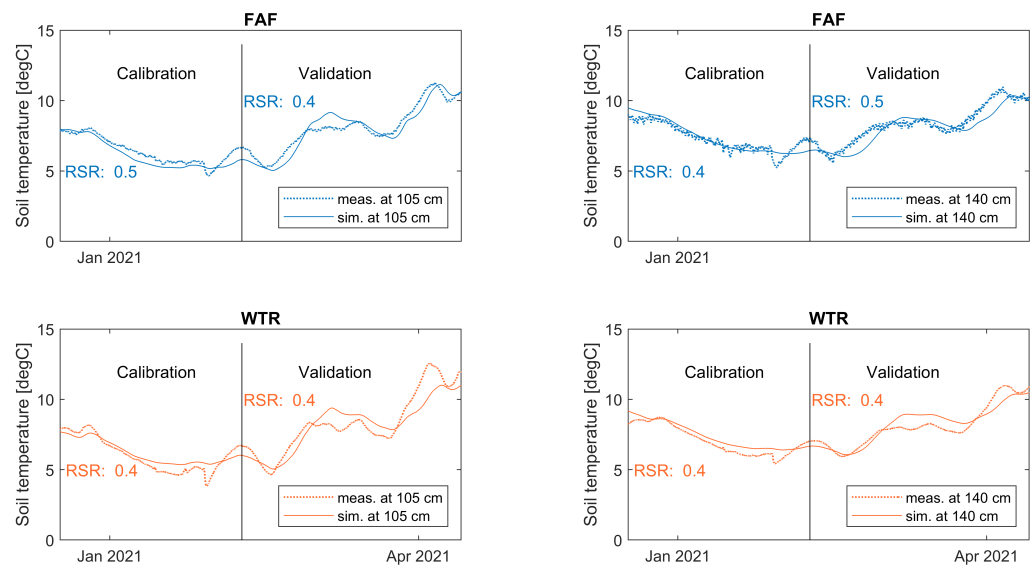 FAF
Soil temperature [degC]
15
10
5
0
Calibration
Validation
RSR: 0.4
RSR: 0.5
meas. at 105 cm
sim. at 105 cm
Jan 2021
FAF
Soil temperature [degC]
15
10
5
0
Calibration
Validation
RSR: 0.5
RSR: 0.4
meas. at 140 cm
sim. at 140 cm
Jan 2021
WTR
Soil temperature [degC]
15
10
5
0
Calibration
Validation
RSR: 0.4
RSR: 0.4
meas. at 105 cm
sim. at 105 cm
Jan 2021
Apr 2021
WTR
Soil temperature [degC]
15
10
5
0
Calibration
Validation
RSR: 0.4
RSR: 0.4
meas. at 140 cm
sim. at 140 cm
Jan 2021
Apr 2021